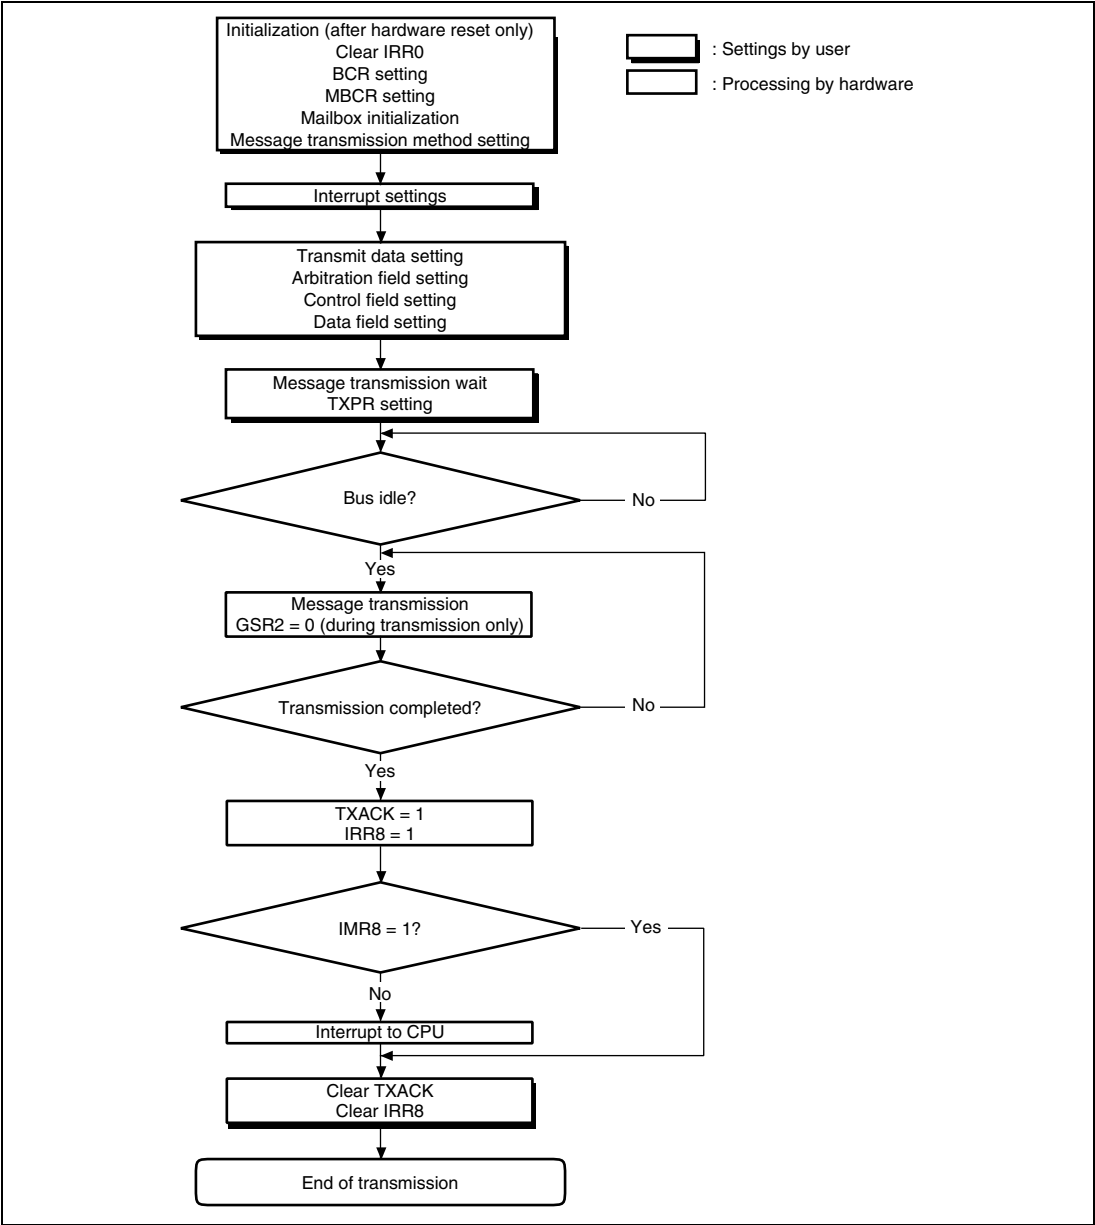 Initialization (after hardware reset only)
Clear IRR0
BCR setting
MBCR setting
Mailbox initialization
Message transmission method setting
: Settings by user
: Processing by hardware
Interrupt settings
Transmit data setting
Arbitration field setting
Control field setting
Data field setting
Message transmission wait
TXPR setting
Bus idle?
No
Yes
Message transmission
GSR2 = 0 (during transmission only)
Transmission completed?
No
Yes
TXACK = 1
IRR8 = 1
IMR8 = 1?
Yes
No
Interrupt to CPU
Clear TXACK
Clear IRR8
End of transmission